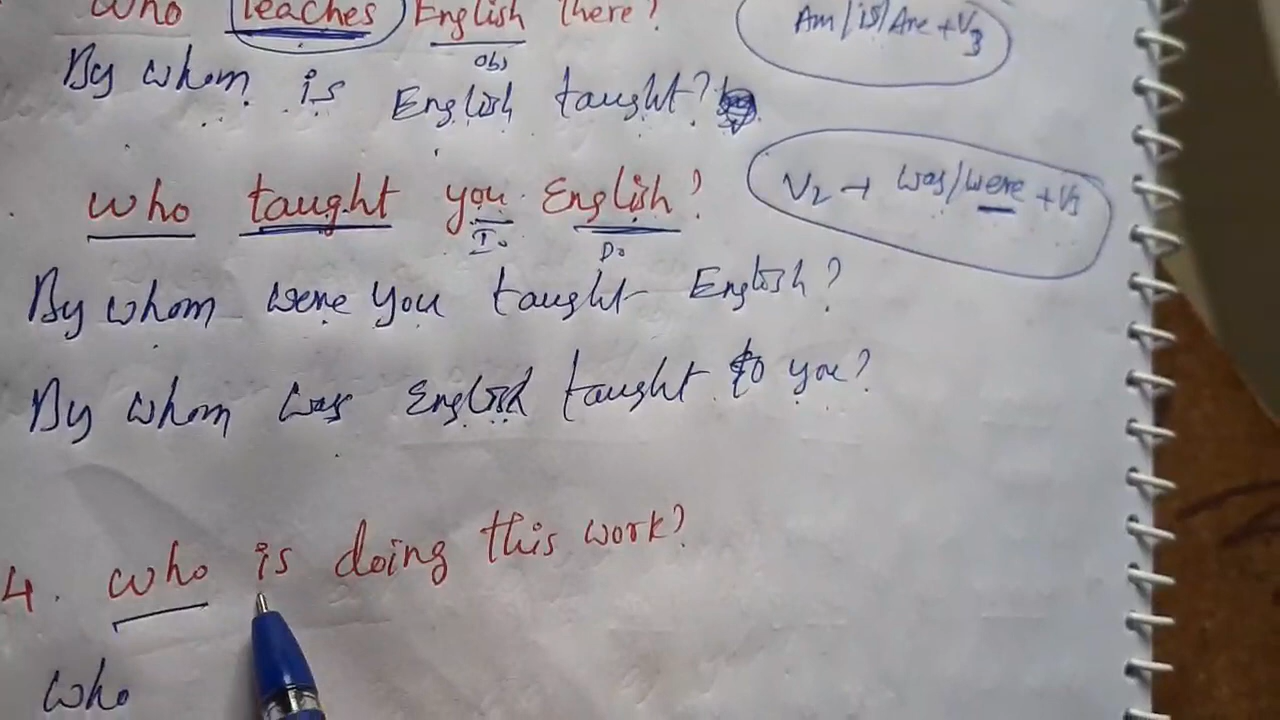 Who teaches English there?
Obj
Am/is/Are + V3
By whom is English taught?
Who taught you English?
I.
D.
V2 → was/were + V3
By whom were you taught English?
By whom was English taught to you?
4. Who is doing this work?
Who